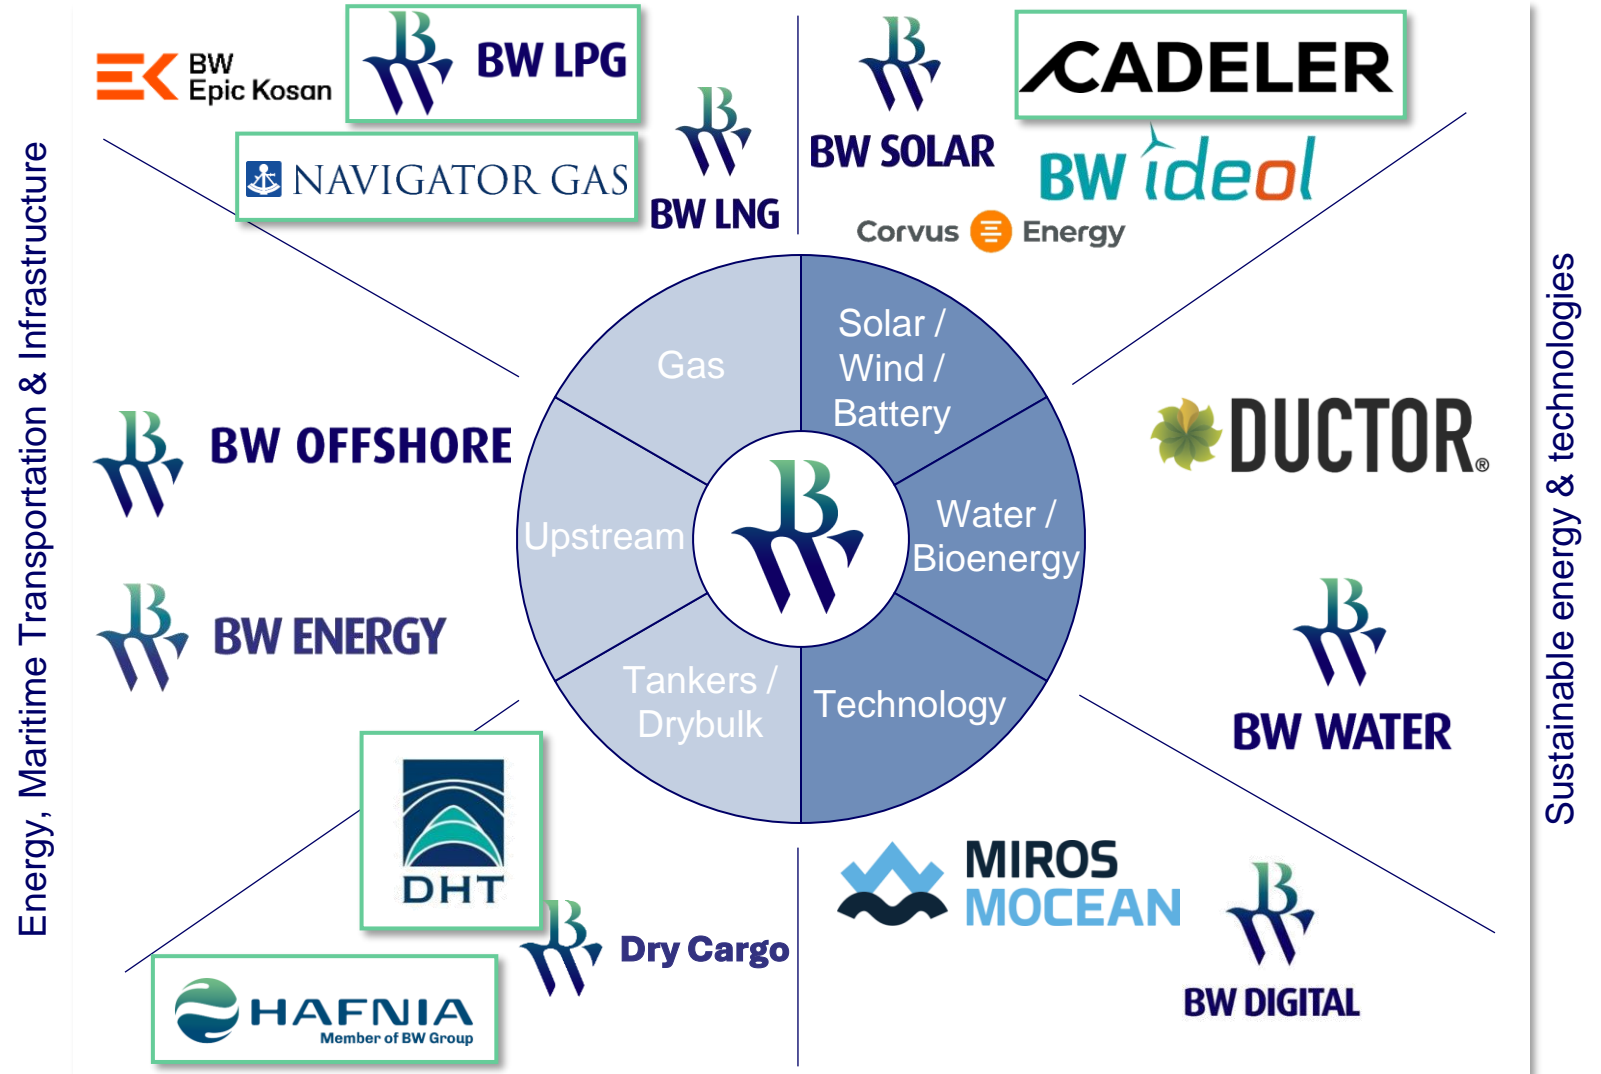 Energy, Maritime Transportation & Infrastructure
BW
Epic Kosan
BW LPG
NAVIGATOR GAS
BW LNG
BW SOLAR
CADELER
BW ideol
Corvus Energy
Gas
Solar /
Wind /
Battery
BW OFFSHORE
Upstream
Water /
Bioenergy
DUCTOR®
BW ENERGY
BW WATER
Tankers /
Drybulk
Technology
DHT
Dry Cargo
HAFNIA
Member of BW Group
MIROS
MOCEAN
BW DIGITAL
Sustainable energy & technologies